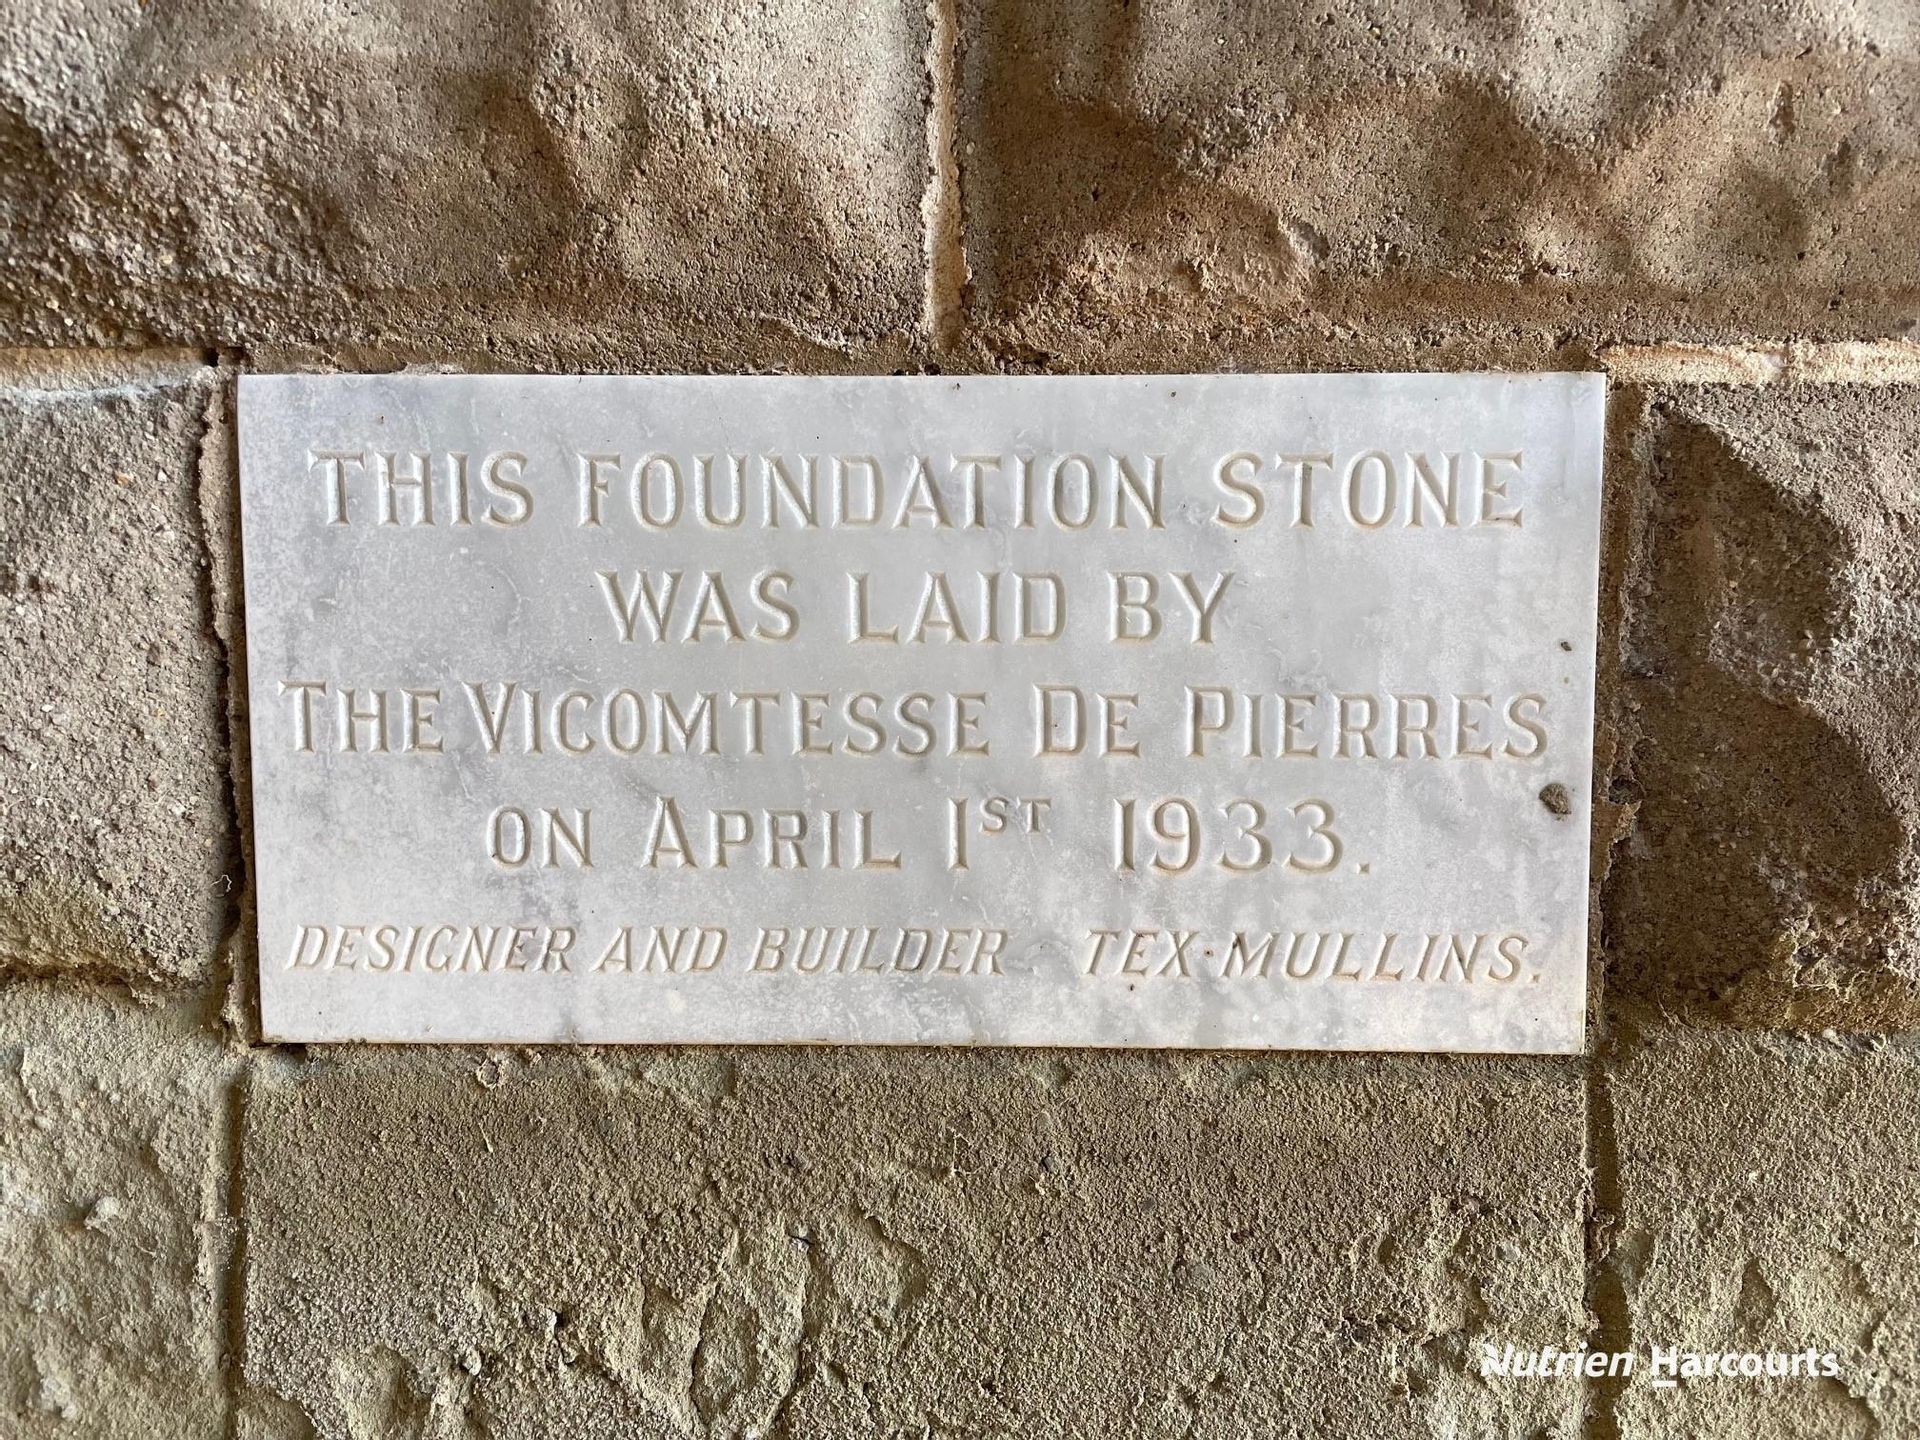 THIS FOUNDATION STONE
WAS LAID BY
THE VICOMTESSE DE PIERRES
ON APRIL 1ST 1933.
DESIGNER AND BUILDER TEX·MULLINS.
Nutrien Harcourts